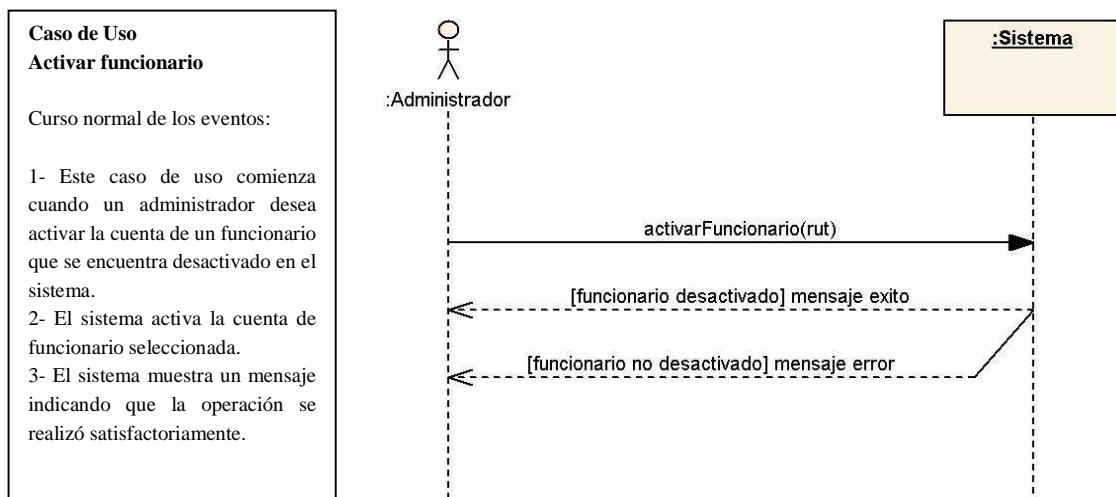 Caso de Uso
Activar funcionario
Curso normal de los eventos:
1- Este caso de uso comienza
cuando un administrador desea
activar la cuenta de un funcionario
que se encuentra desactivado en el
sistema.
2- El sistema activa la cuenta de
funcionario seleccionada.
3- El sistema muestra un mensaje
indicando que la operación se
realizó satisfactoriamente.
:Administrador
:Sistema
activarFuncionario(rut)
[funcionario desactivado] mensaje exito
[funcionario no desactivado] mensaje error